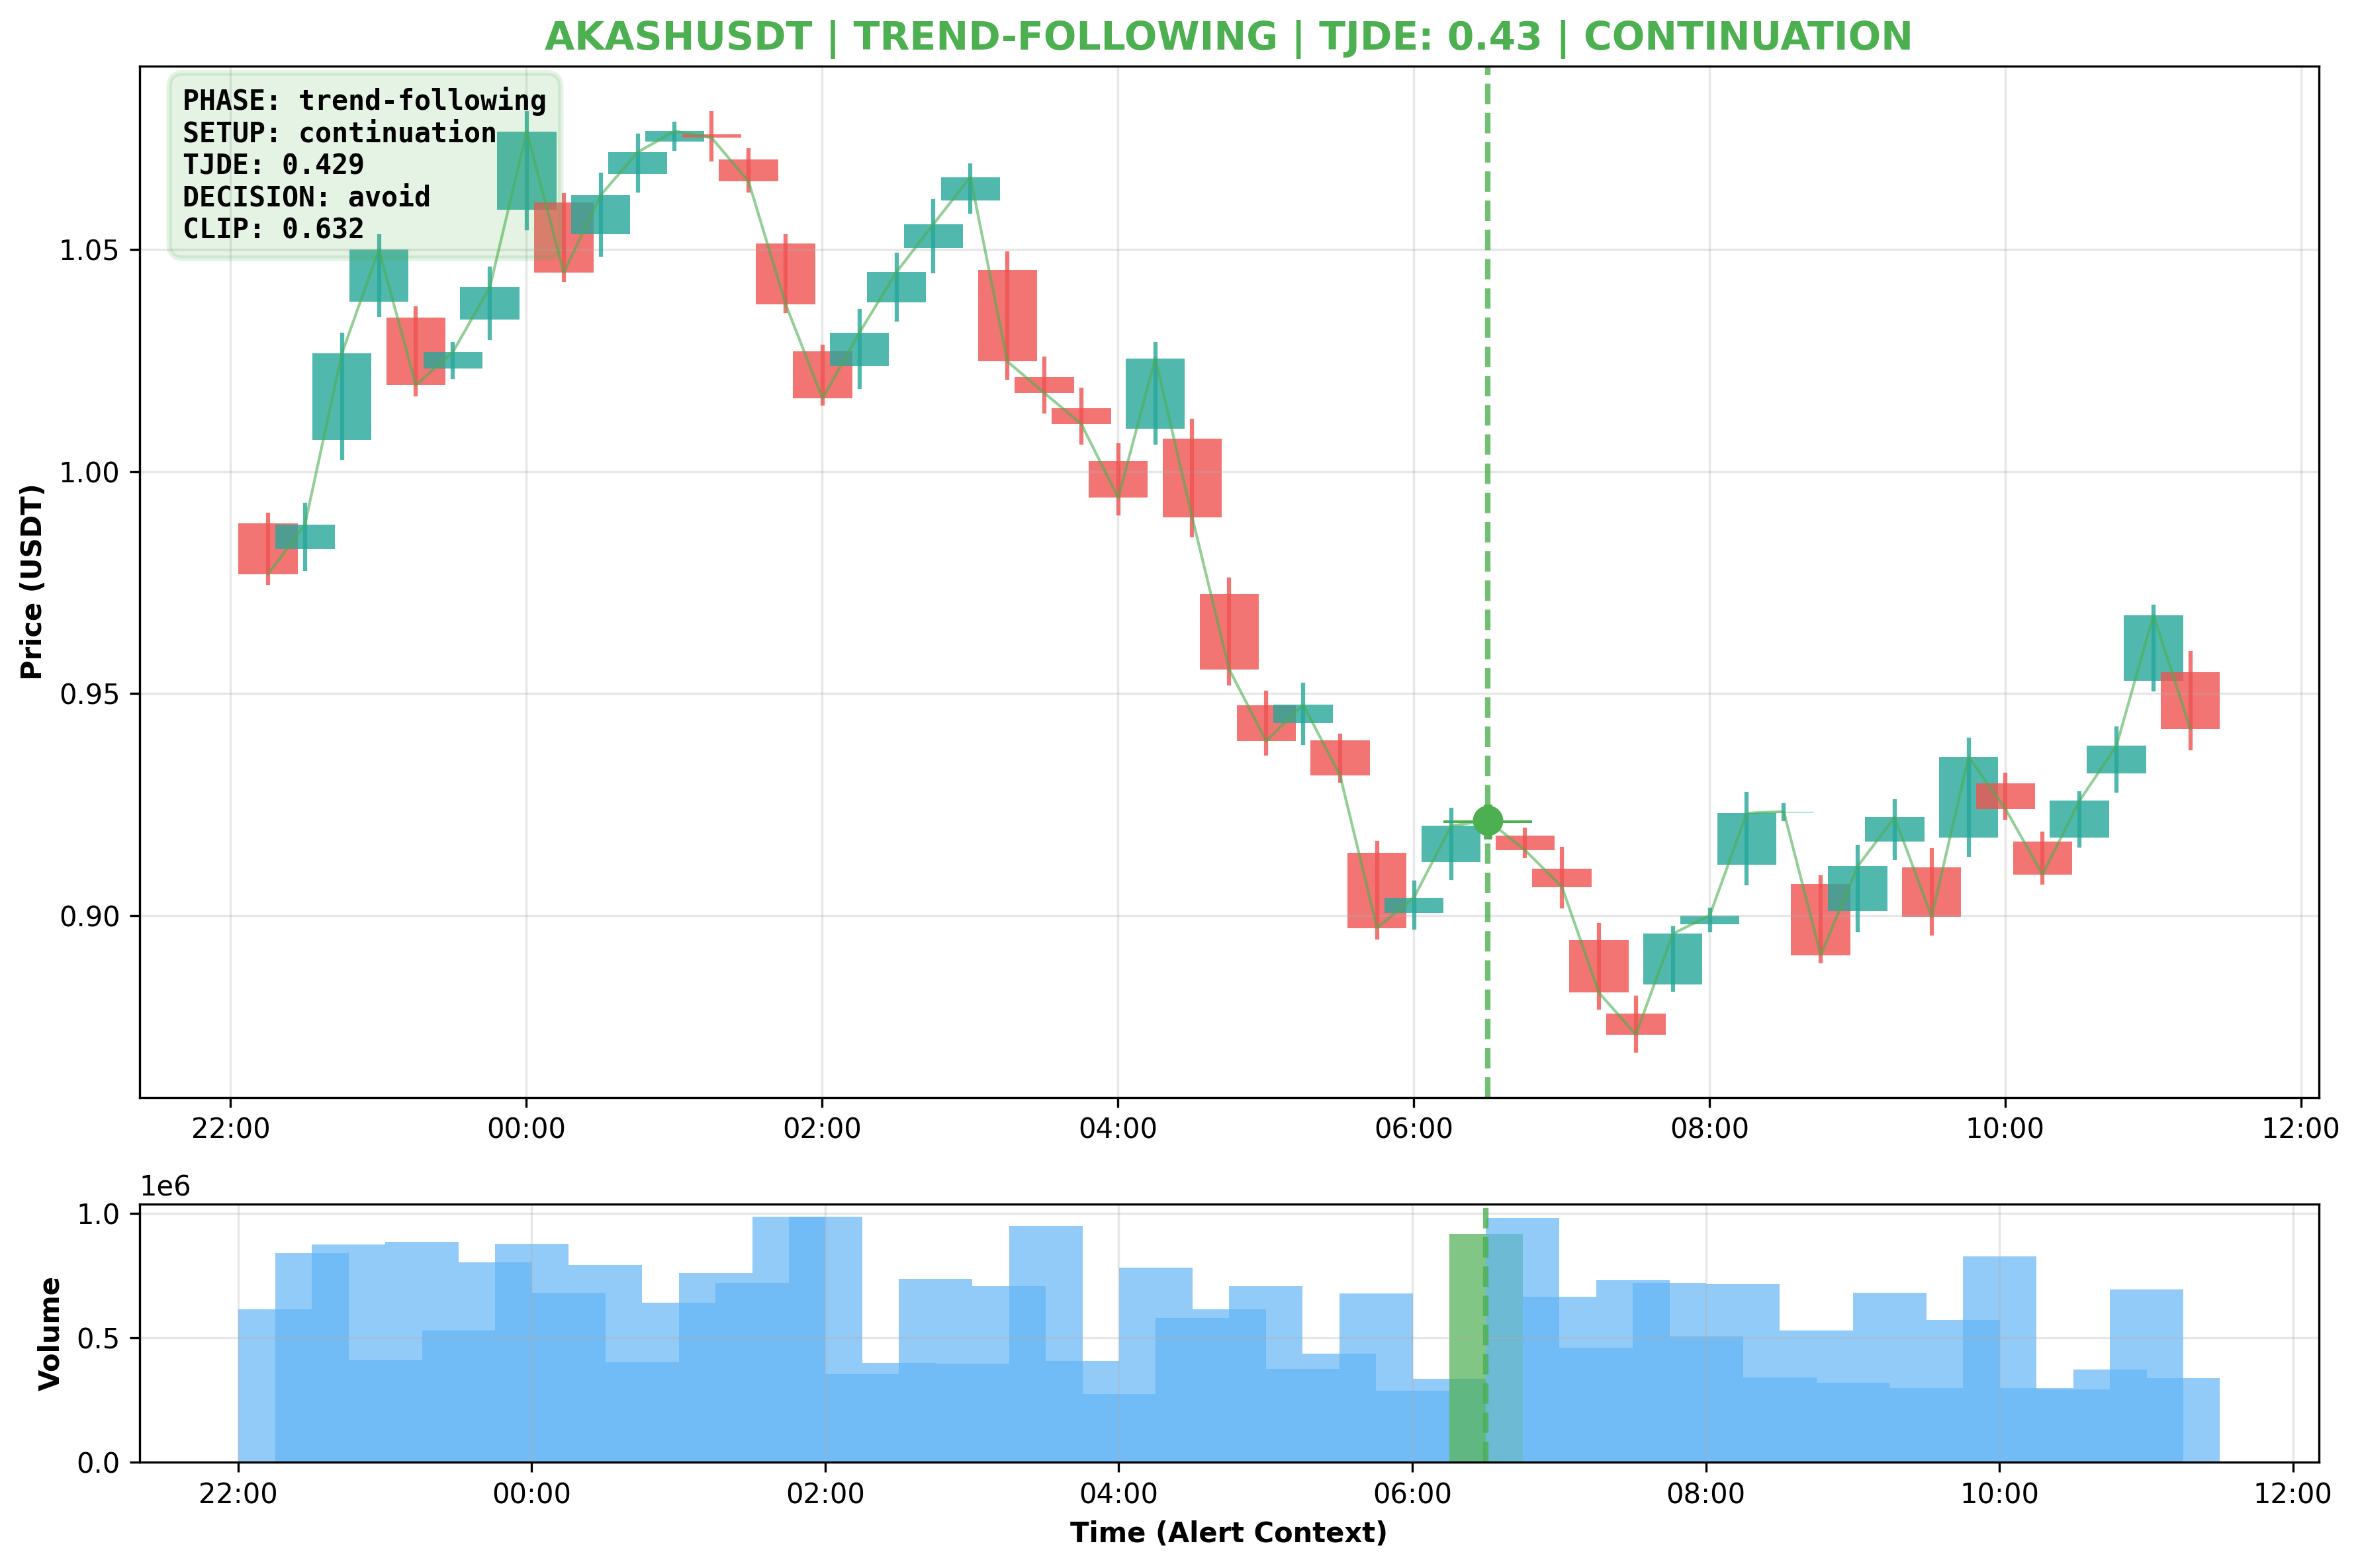 AKASHUSDT | TREND-FOLLOWING | TJDE: 0.43 | CONTINUATION
PHASE: trend-following
SETUP: continuation
TJDE: 0.429
DECISION: avoid
CLIP: 0.632
Price (USDT)
1.05
1.00
0.95
0.90
22:00 00:00 02:00 04:00 06:00 08:00 10:00 12:00
1e6
Volume
1.0
0.5
0.0
22:00 00:00 02:00 04:00 06:00 08:00 10:00 12:00
Time (Alert Context)